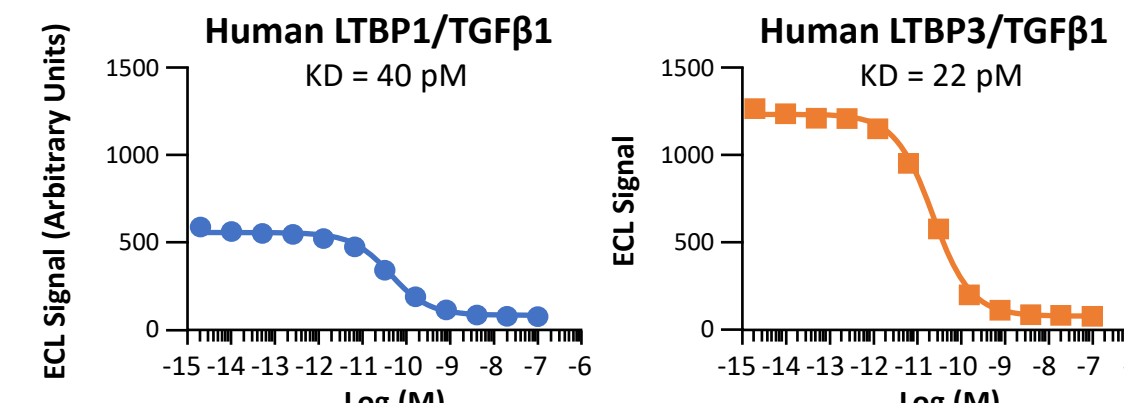 Human LTBP1/TGFβ1
KD = 40 pM
ECL Signal (Arbitrary Units)
1500
1000
500
0
-15 -14 -13 -12 -11 -10 -9 -8 -7 -6
Log (M)
Human LTBP3/TGFβ1
KD = 22 pM
ECL Signal
1500
1000
500
0
-15 -14 -13 -12 -11 -10 -9 -8 -7
Log (M)